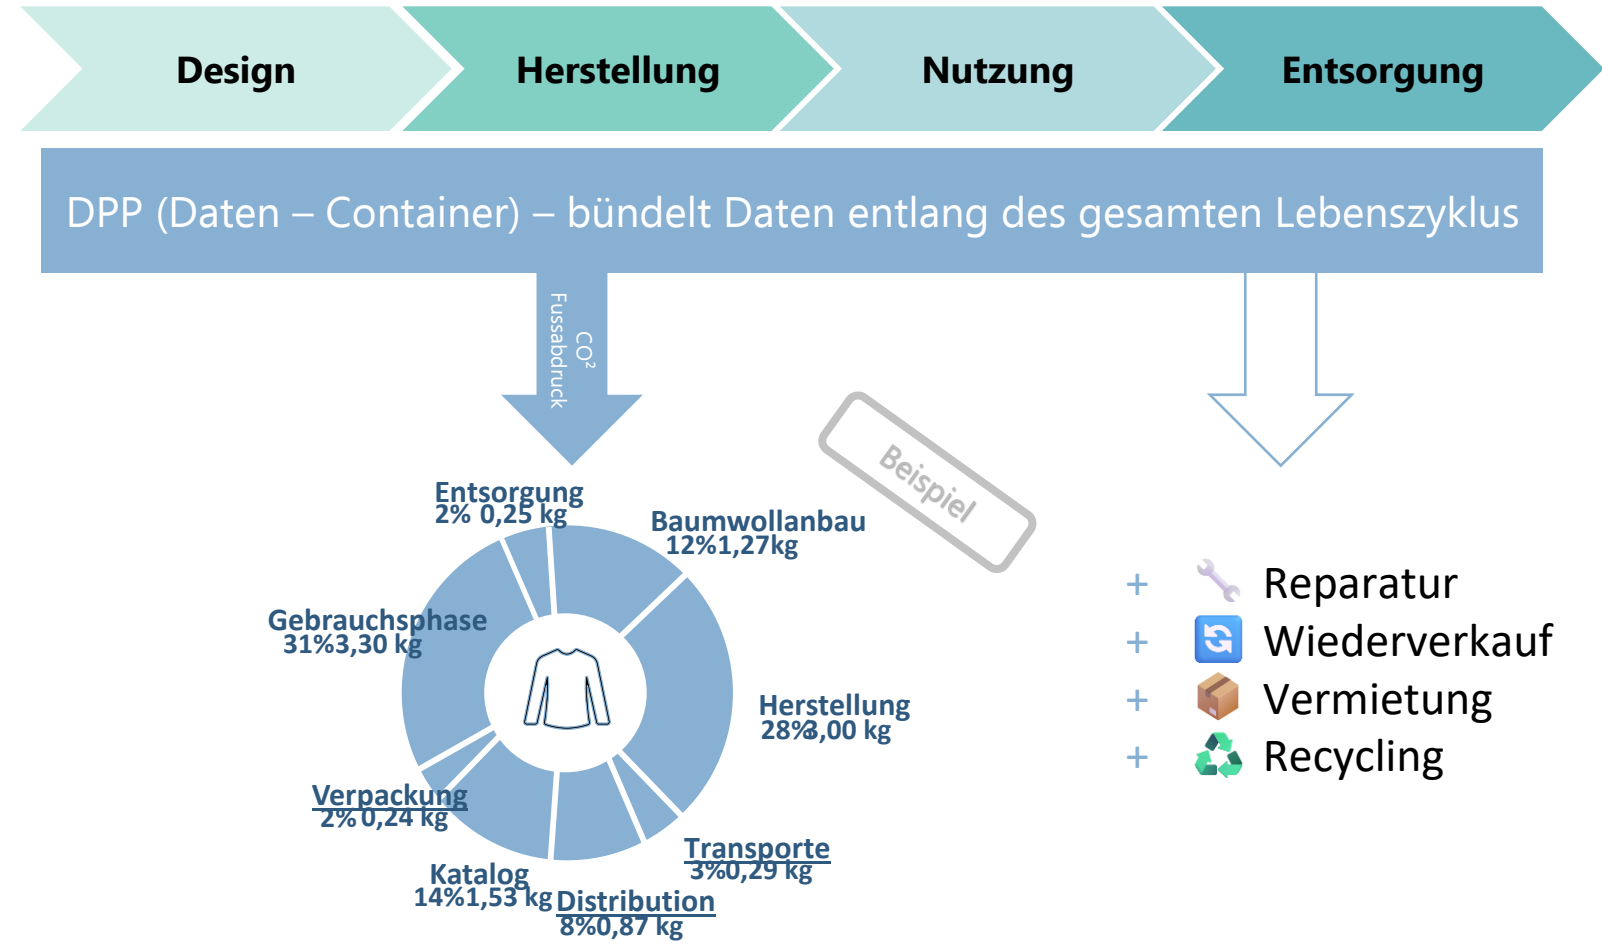 Design
Herstellung
Nutzung
Entsorgung
DPP (Daten – Container) – bündelt Daten entlang des gesamten Lebenszyklus
CO²
Fussabdruck
Beispiel
Entsorgung
2% 0,25 kg
Baumwollanbau
12%1,27kg
Gebrauchsphase
31%3,30 kg
Herstellung
28%3,00 kg
Verpackung
2% 0,24 kg
Transporte
3%0,29 kg
Katalog
14%1,53 kg
Distribution
8%0,87 kg
+ Reparatur
+ Wiederverkauf
+ Vermietung
+ Recycling